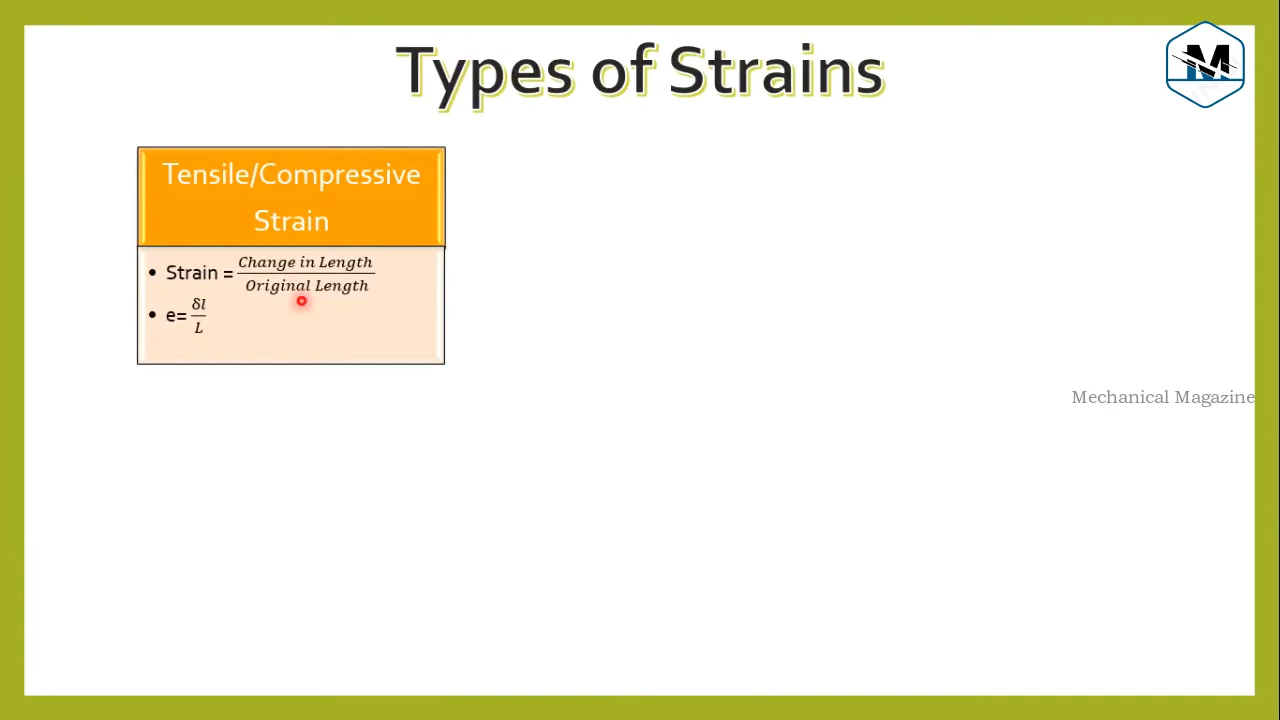 Types of Strains
M
Tensile/Compressive
Strain
• Strain = Change in Length / Original Length
• e= δl / L
Mechanical Magazine